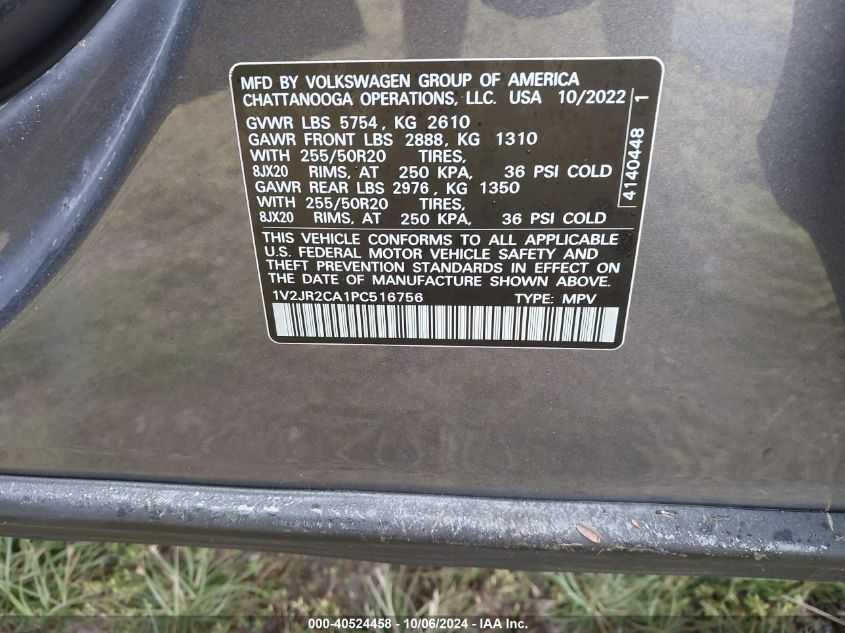 MFD BY VOLKSWAGEN GROUP OF AMERICA
CHATTANOOGA OPERATIONS, LLC. USA 10/2022
GVWR LBS 5754, KG 2610
GAWR FRONT LBS 2888, KG 1310
WITH 255/50R20 TIRES,
8JX20 RIMS, AT 250 KPA, 36 PSI COLD
GAWR REAR LBS 2976, KG 1350
WITH 255/50R20 TIRES,
8JX20 RIMS, AT 250 KPA, 36 PSI COLD
4140448 1
THIS VEHICLE CONFORMS TO ALL APPLICABLE
U.S. FEDERAL MOTOR VEHICLE SAFETY AND
THEFT PREVENTION STANDARDS IN EFFECT ON
THE DATE OF MANUFACTURE SHOWN ABOVE.
1V2JR2CA1PC516756 TYPE: MPV
000-40524458 - 10/06/2024 - IAA Inc.